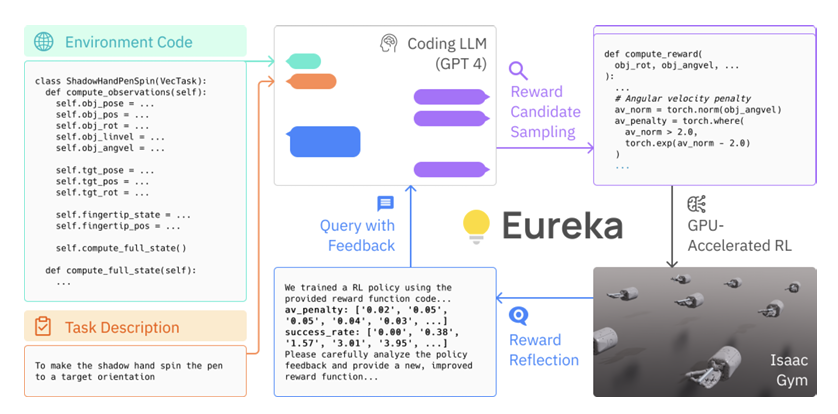 Environment Code
class ShadowHandPenSpin(VecTask):
  def compute_observations(self):
    self.obj_pose = ...
    self.obj_pos = ...
    self.obj_rot = ...
    self.obj_linvel = ...
    self.obj_angvel = ...

    self.tgt_pose = ...
    self.tgt_pos = ...
    self.tgt_rot = ...

    self.fingertip_state = ...
    self.fingertip_pos = ...

    self.compute_full_state()

  def compute_full_state(self):
    ...
Task Description
To make the shadow hand spin the pen
to a target orientation
Coding LLM
(GPT 4)
Reward
Candidate
Sampling
def compute_reward(
  obj_rot, obj_angvel, ...
):
  ...
  # Angular velocity penalty
  av_norm = torch.norm(obj_angvel)
  av_penalty = torch.where(
    av_norm > 2.0,
    torch.exp(av_norm - 2.0)
  )
  ...
Query with
Feedback
Eureka
GPU-
Accelerated RL
We trained a RL policy using the
provided reward function code...
av_penalty: ['0.02', '0.05',
'0.05', '0.04', '0.03', ...]
success_rate: ['0.00', '0.38',
'1.57', '3.01', '3.95', ...]
Please carefully analyze the policy
feedback and provide a new, improved
reward function...
Reward
Reflection
Isaac
Gym